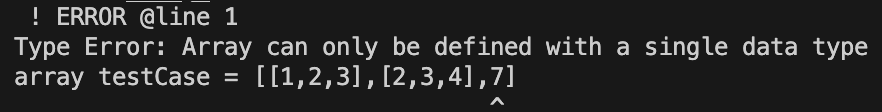 ! ERROR @line 1
Type Error: Array can only be defined with a single data type
array testCase = [[1,2,3],[2,3,4],7]
^